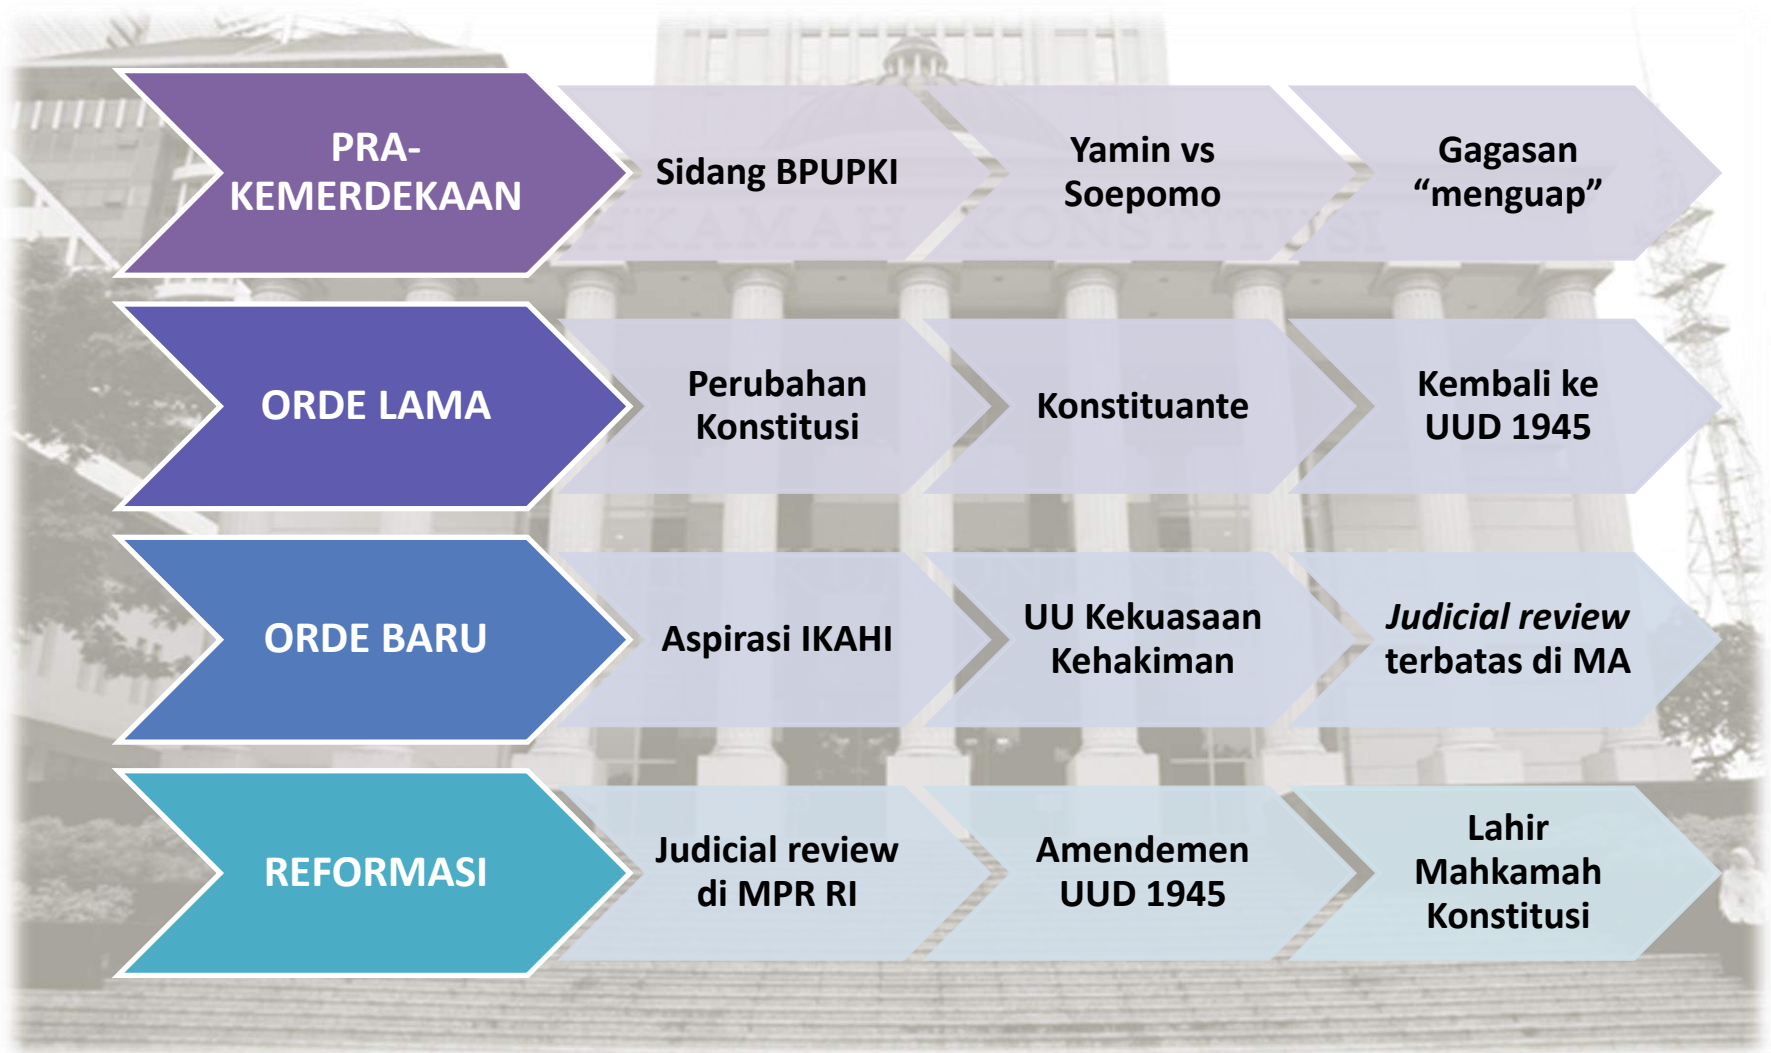 PRA-
KEMERDEKAAN
Sidang BPUPKI
Yamin vs
Soepomo
Gagasan
“menguap”
MAHKAMAH KONSTITUSI
ORDE LAMA
Perubahan
Konstitusi
Konstituante
Kembali ke
UUD 1945
ORDE BARU
Aspirasi IKAHI
UU Kekuasaan
Kehakiman
Judicial review
terbatas di MA
REFORMASI
Judicial review
di MPR RI
Amendemen
UUD 1945
Lahir
Mahkamah
Konstitusi